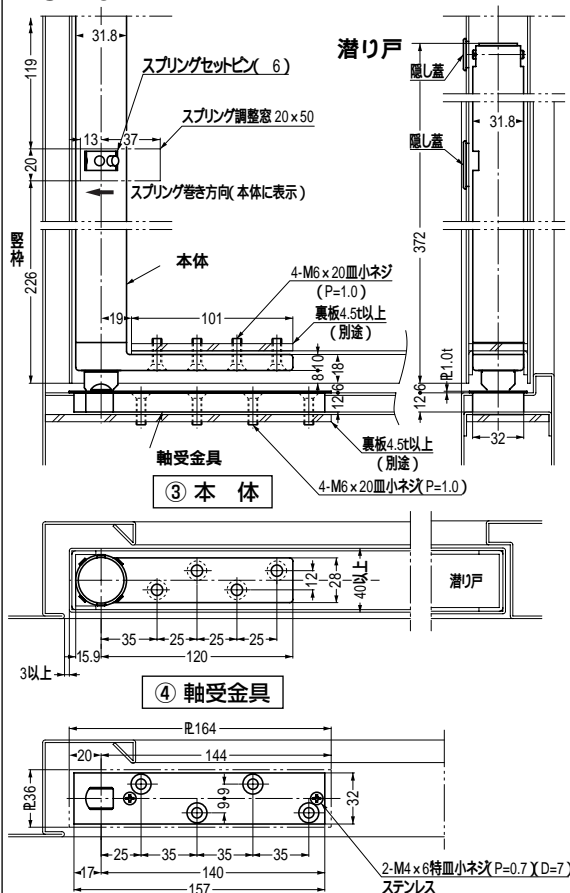 31.8
潜り戸
スプリングセットピン( 6 )
隠し蓋
119
スプリング調整窓 20×50
31.8
13 37
隠し蓋
20
スプリング巻き方向(本体に表示)
竪枠
本体
226
372
4-M6×20皿小ネジ
(P=1.0)
裏板4.5t以上
(別途)
19
101
8 10
18
12 6
PL1.0t
12 6
32
軸受金具
裏板4.5t以上
(別途)
4-M6×20皿小ネジ(P=1.0)
③ 本 体
12
28
40以上
潜り戸
35 25 25 25
15.9
120
3以上
④ 軸受金具
PL164
20
144
PL36
9 9
32
25 35 35 35
17
140
157
2-M4×6特皿小ネジ(P=0.7)(D=7)
ステンレス